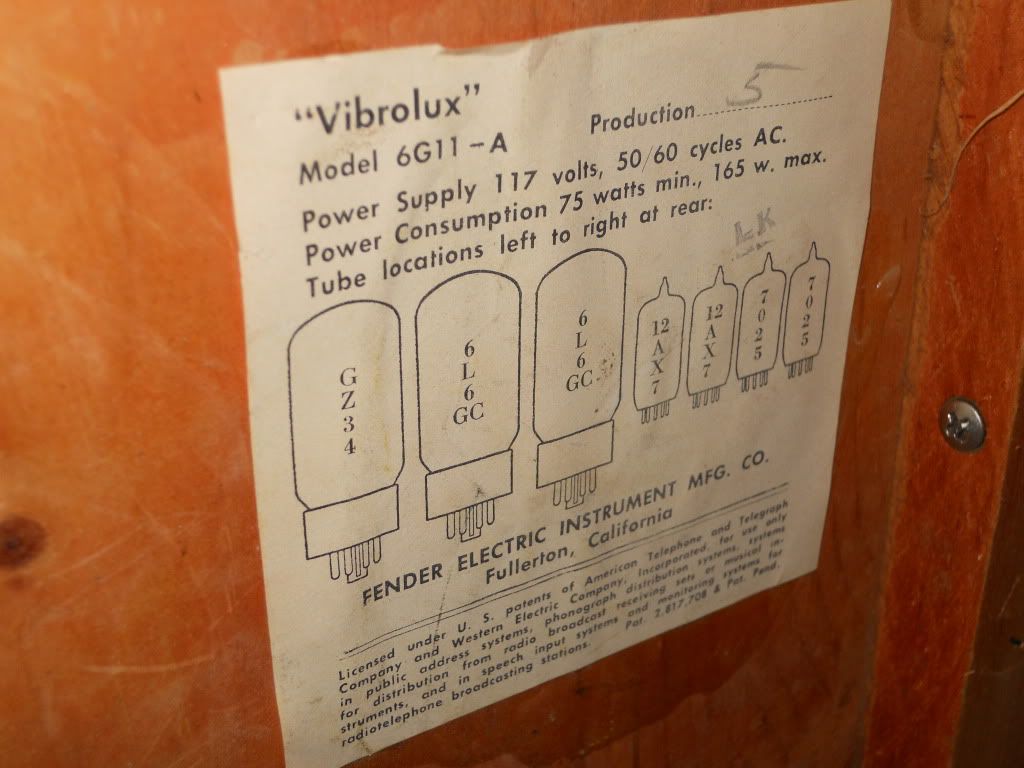 "Vibrolux"
Model 6G11-A
Production 5
Power Supply 117 volts, 50/60 cycles AC.
Power Consumption 75 watts min., 165 w. max.
Tube locations left to right at rear:
LK
GZ34
6L6GC
6L6GC
12AX7
12AX7
7025
7025
FENDER ELECTRIC INSTRUMENT MFG. CO.
Fullerton, California
Licensed under U. S. patents of American Telephone and Telegraph
Company and Western Electric Company, Incorporated, for use only
in public address systems, phonograph distribution systems, systems
for distribution from radio broadcast receiving sets or musical in-
struments, and in speech input systems and monitoring systems for
radiotelephone broadcasting stations. Pat. 2,817,708 & Pat. Pend.